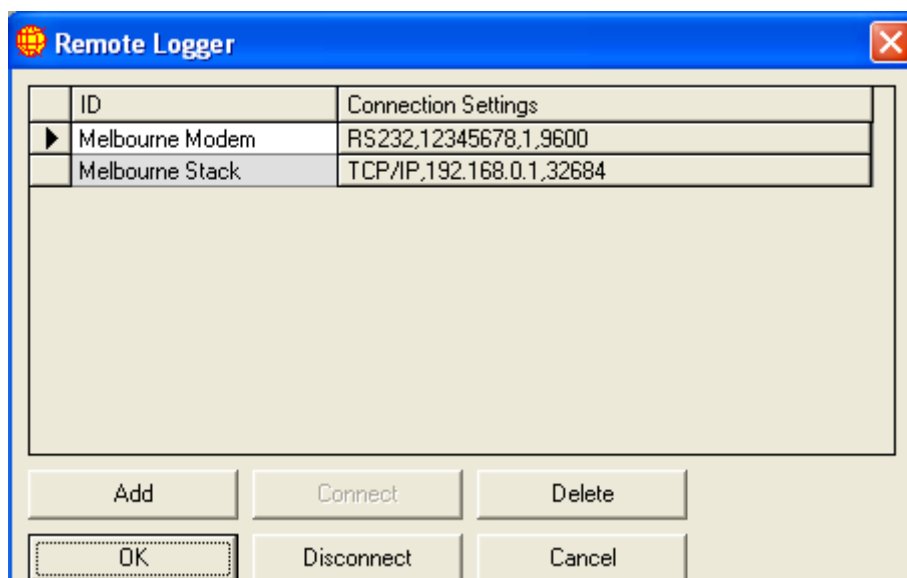 Remote Logger
ID Connection Settings
Melbourne Modem RS232,12345678,1,9600
Melbourne Stack TCP/IP,192.168.0.1,32684
Add Connect Delete
OK Disconnect Cancel